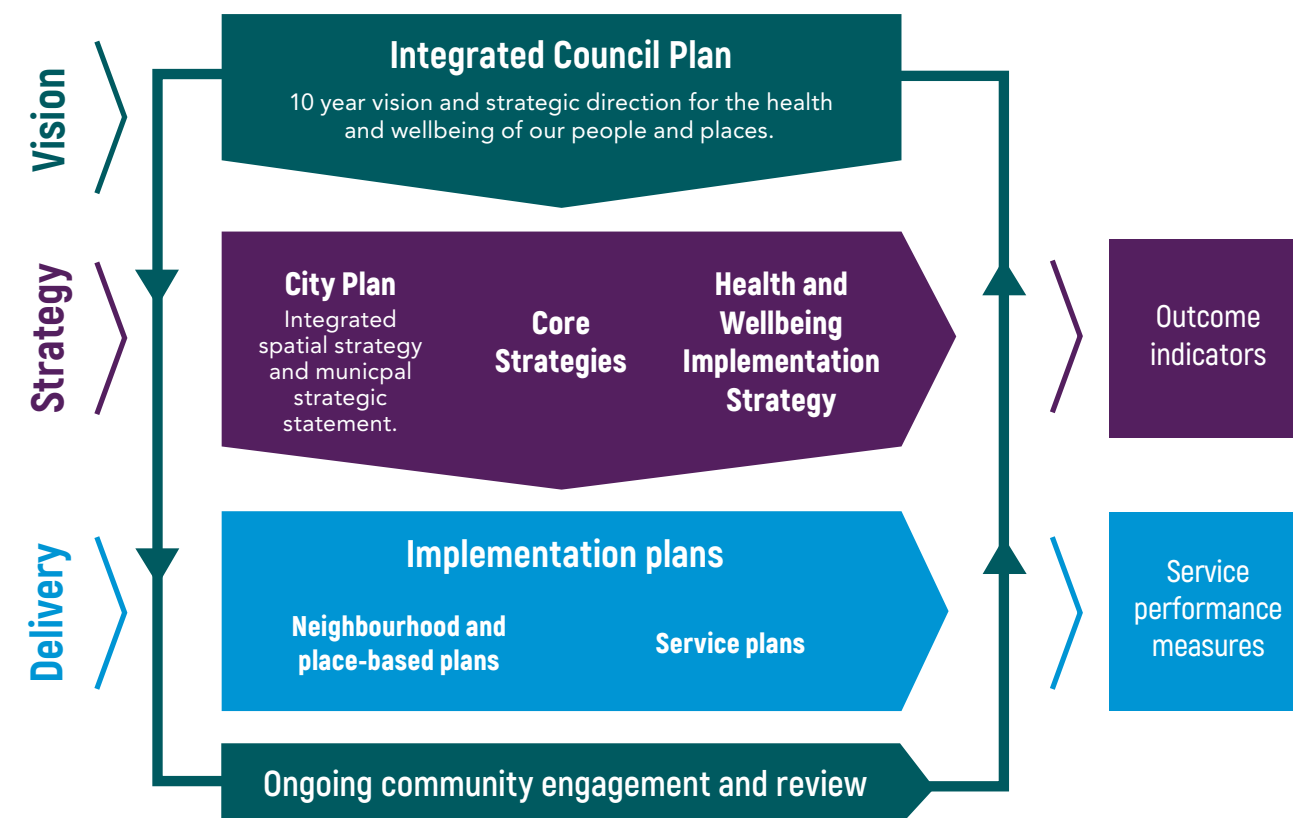 Vision
Integrated Council Plan
10 year vision and strategic direction for the health
and wellbeing of our people and places.
Strategy
City Plan
Integrated
spatial strategy
and municpal
strategic
statement.
Core
Strategies
Health and
Wellbeing
Implementation
Strategy
Outcome
indicators
Delivery
Implementation plans
Neighbourhood and
place-based plans
Service plans
Service
performance
measures
Ongoing community engagement and review